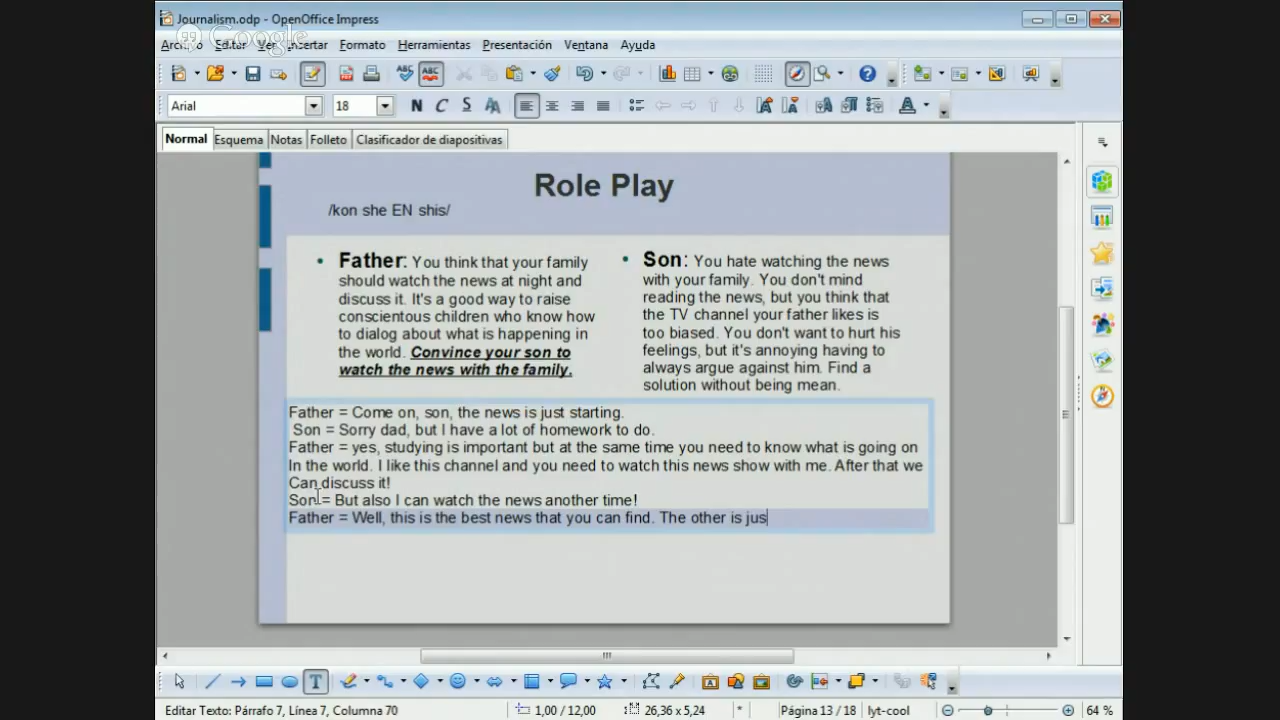 Journalism.odp - OpenOffice Impress
Google
Archivo Editar Ver Insertar Formato Herramientas Presentación Ventana Ayuda
Arial 18 N C S
Normal Esquema Notas Folleto Clasificador de diapositivas
Role Play
/kon she EN shis/
Father: You think that your family
should watch the news at night and
discuss it. It's a good way to raise
conscientous children who know how
to dialog about what is happening in
the world. Convince your son to
watch the news with the family.
Son: You hate watching the news
with your family. You don't mind
reading the news, but you think that
the TV channel your father likes is
too biased. You don't want to hurt his
feelings, but it's annoying having to
always argue against him. Find a
solution without being mean.
Father = Come on, son, the news is just starting.
Son = Sorry dad, but I have a lot of homework to do.
Father = yes, studying is important but at the same time you need to know what is going on
In the world. I like this channel and you need to watch this news show with me. After that we
Can discuss it!
Son = But also I can watch the news another time!
Father = Well, this is the best news that you can find. The other is jus
Editar Texto: Párrafo 7, Línea 7, Columna 70 1,00 / 12,00 26,36 x 5,24 * Página 13 / 18 lyt-cool 64 %